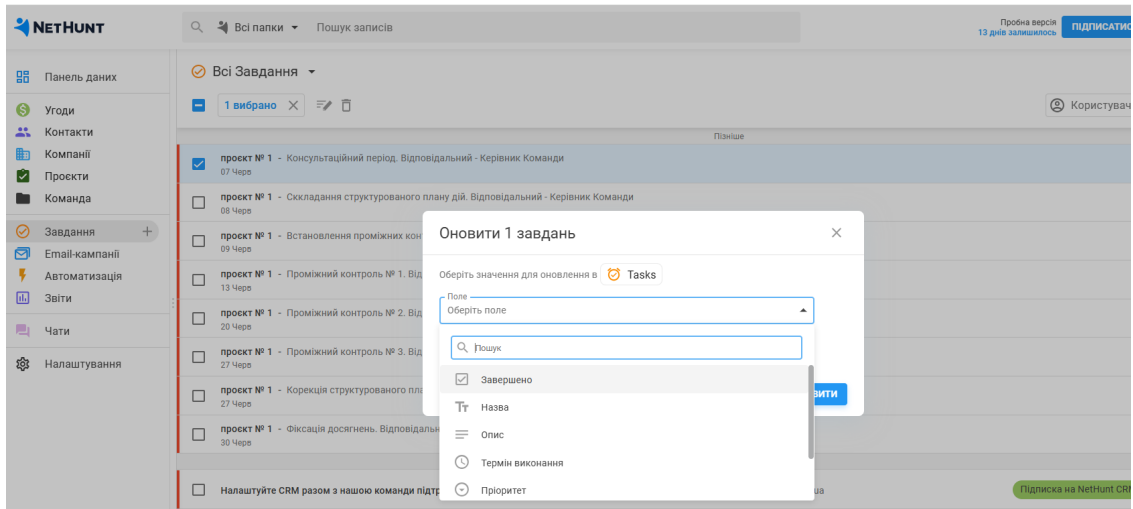 NETHUNT
Всі папки
Пошук записів
Пробна версія
13 днів залишилось
ПІДПИСАТИС
Панель даних
Угоди
Контакти
Компанії
Проєкти
Команда
Завдання
Email-кампанії
Автоматизація
Звіти
Чати
Налаштування
Всі Завдання
1 вибрано
Користувач
Пізніше
проєкт № 1 - Консультаційний період. Відповідальний - Керівник Команди
07 Черв
проєкт № 1 - Сккладання структурованого плану дій. Відповідальний - Керівник Команди
08 Черв
проєкт № 1 - Встановлення проміжних кон
09 Черв
проєкт № 1 - Проміжний контроль № 1. Від
13 Черв
проєкт № 1 - Проміжний контроль № 2. Від
20 Черв
проєкт № 1 - Проміжний контроль № 3. Від
27 Черв
проєкт № 1 - Корекція структурованого пла
27 Черв
проєкт № 1 - Фіксація досягнень. Відповідальн
30 Черв
Налаштуйте CRM разом з нашою команди підтр
ua
Підписка на NetHunt CRM
Оновити 1 завдань
Оберіть значення для оновлення в Tasks
Поле
Оберіть поле
Пошук
Завершено
Назва
Опис
Термін виконання
Пріоритет
ВИТИ